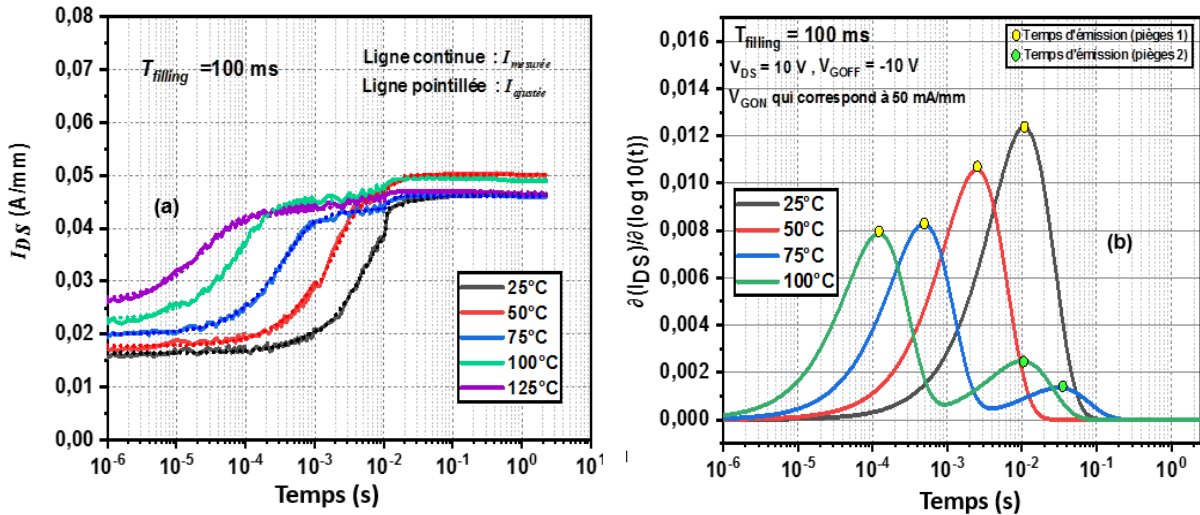 0,08
0,07
0,06
0,05
0,04
0,03
0,02
0,01
0,00
I_DS (A/mm)
T_filling =100 ms
Ligne continue : I_mesurée
Ligne pointillée : I_ajustée
(a)
25°C
50°C
75°C
100°C
125°C
10^-6 10^-5 10^-4 10^-3 10^-2 10^-1 10^0 10^1
Temps (s)
0,016
0,014
0,012
0,010
0,008
0,006
0,004
0,002
0,000
∂(I_DS)/∂(log10(t))
T_filling = 100 ms
V_DS = 10 V , V_GOFF = -10 V
V_GON qui correspond à 50 mA/mm
Temps d'émission (pièges 1)
Temps d'émission (pièges 2)
25°C
50°C
75°C
100°C
(b)
10^-6 10^-5 10^-4 10^-3 10^-2 10^-1 10^0
Temps (s)